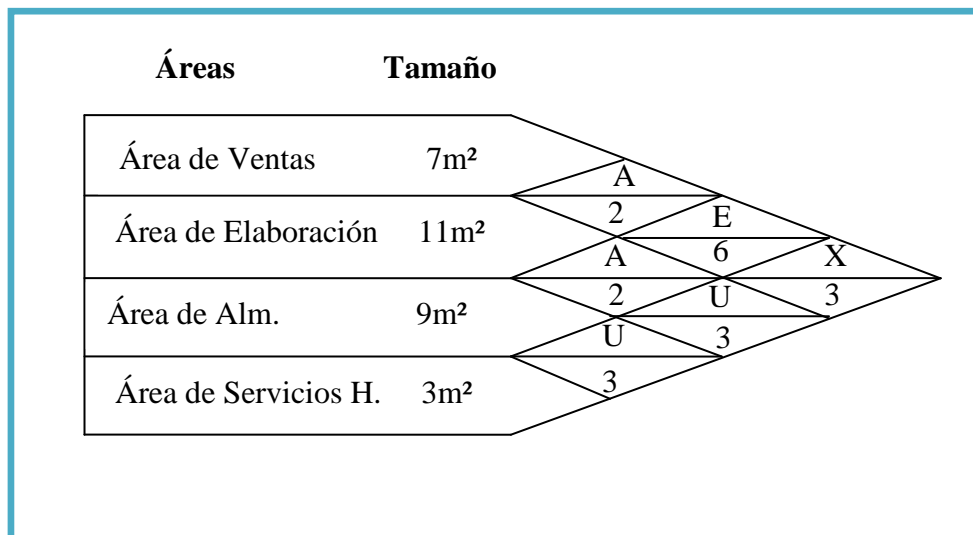 Áreas Tamaño
Área de Ventas 7m²
A
2 E
Área de Elaboración 11m²
6
A X
2 U 3
Área de Alm. 9m²
U 3
3
Área de Servicios H. 3m²